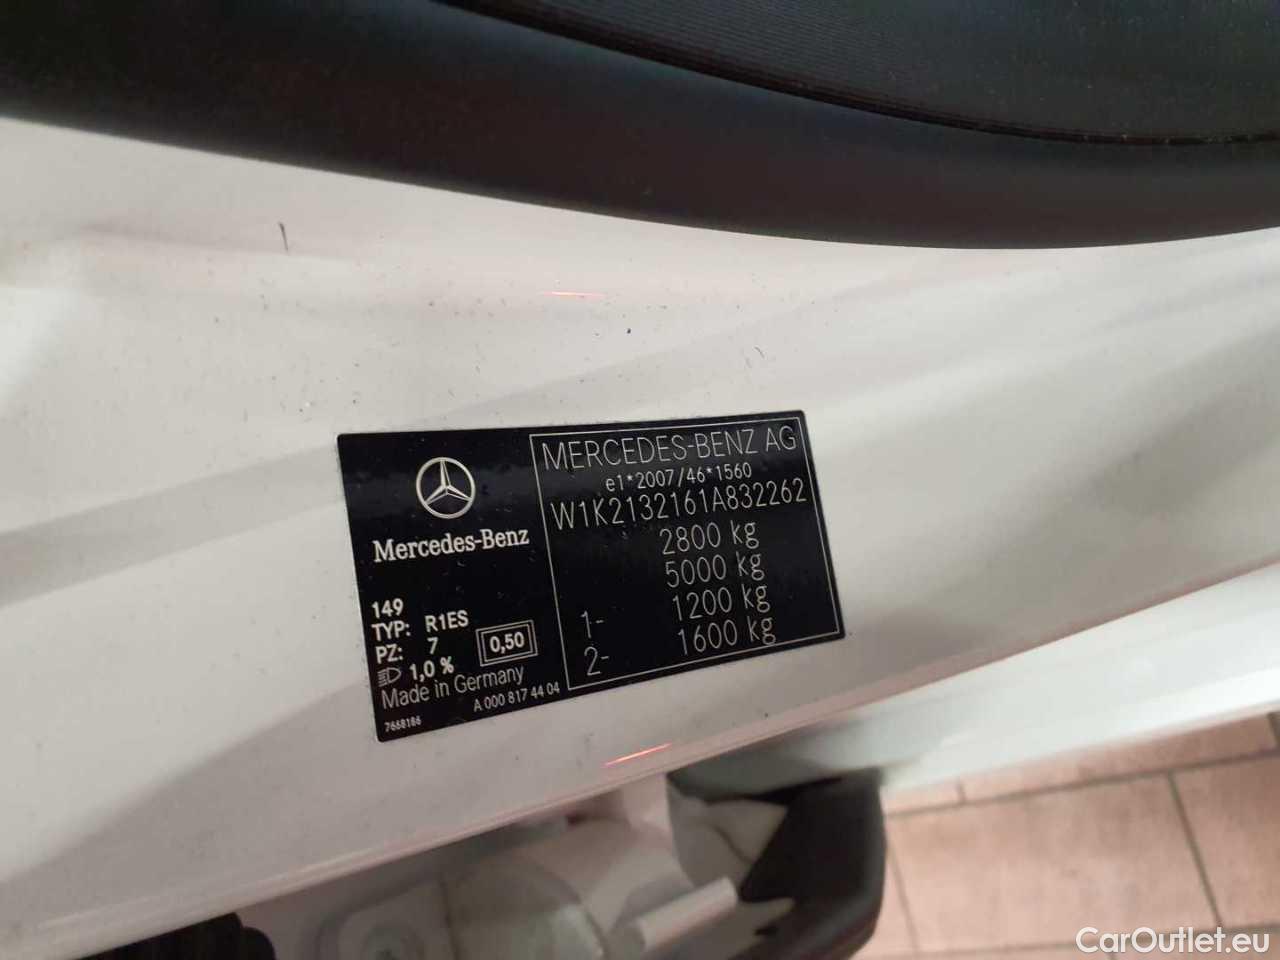 Mercedes-Benz
149
TYP: R1ES
PZ: 7
1,0 %
0,50
Made in Germany
7668186
A 000 817 44 04
MERCEDES-BENZ AG
e1*2007/46*1560
W1K2132161A832262
2800 kg
5000 kg
1- 1200 kg
2- 1600 kg
CarOutlet.eu